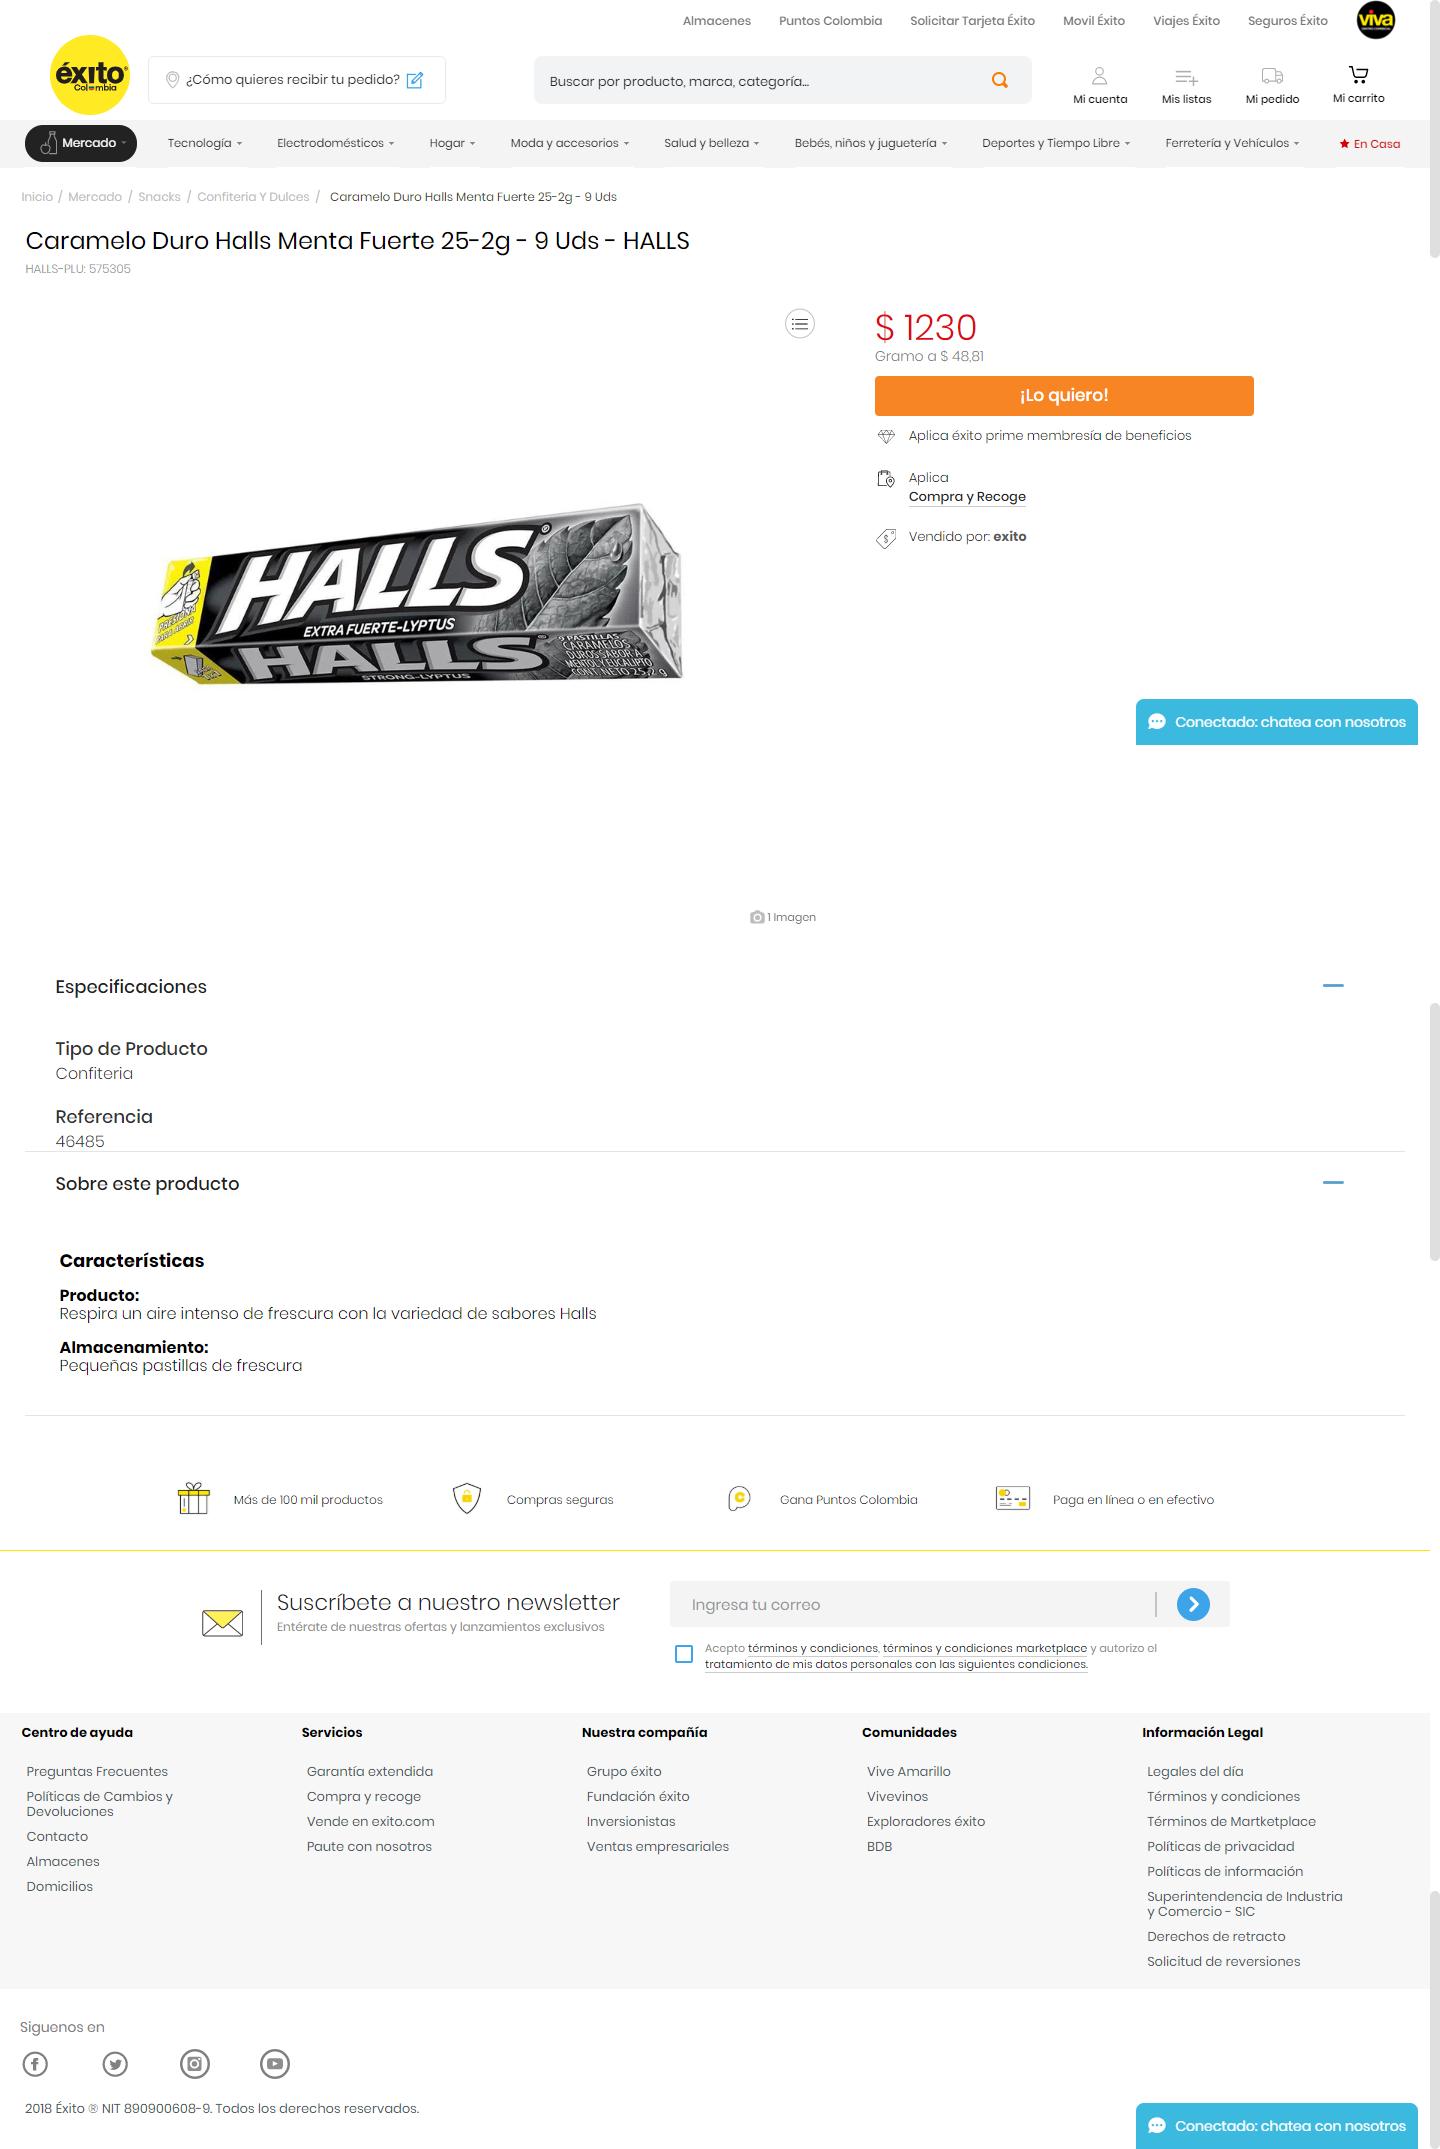 Almacenes Puntos Colombia Solicitar Tarjeta Éxito Movil Éxito Viajes Éxito Seguros Éxito viva
éxito
Colombia
¿Cómo quieres recibir tu pedido?
Buscar por producto, marca, categoría...
Mi cuenta Mis listas Mi pedido Mi carrito
Mercado Tecnología Electrodomésticos Hogar Moda y accesorios Salud y belleza Bebés, niños y juguetería Deportes y Tiempo Libre Ferretería y Vehículos En Casa
Inicio / Mercado / Snacks / Confiteria Y Dulces / Caramelo Duro Halls Menta Fuerte 25-2g - 9 Uds
Caramelo Duro Halls Menta Fuerte 25-2g - 9 Uds - HALLS
HALLS-PLU: 575305
$ 1230
Gramo a $ 48,81
¡Lo quiero!
Aplica éxito prime membresía de beneficios
Aplica
Compra y Recoge
Vendido por: exito
HALLS
EXTRA FUERTE-LYPTUS
PRESIONA
PARA ABRIR
HALLS
STRONG-LYPTUS
9 PASTILLAS
CARAMELOS
DUROS SABOR A
MENTOL Y EUCALIPTO
CONT. NETO 25,2 g
Conectado: chatea con nosotros
1 Imagen
Especificaciones
Tipo de Producto
Confiteria
Referencia
46485
Sobre este producto
Características
Producto:
Respira un aire intenso de frescura con la variedad de sabores Halls
Almacenamiento:
Pequeñas pastillas de frescura
Más de 100 mil productos Compras seguras Gana Puntos Colombia Paga en línea o en efectivo
Suscríbete a nuestro newsletter
Entérate de nuestras ofertas y lanzamientos exclusivos
Ingresa tu correo
Acepto términos y condiciones, términos y condiciones marketplace y autorizo el
tratamiento de mis datos personales con las siguientes condiciones.
Centro de ayuda
Preguntas Frecuentes
Políticas de Cambios y
Devoluciones
Contacto
Almacenes
Domicilios
Servicios
Garantía extendida
Compra y recoge
Vende en exito.com
Paute con nosotros
Nuestra compañía
Grupo éxito
Fundación éxito
Inversionistas
Ventas empresariales
Comunidades
Vive Amarillo
Vivevinos
Exploradores éxito
BDB
Información Legal
Legales del día
Términos y condiciones
Términos de Martketplace
Políticas de privacidad
Políticas de información
Superintendencia de Industria
y Comercio - SIC
Derechos de retracto
Solicitud de reversiones
Siguenos en
2018 Éxito ® NIT 890900608-9. Todos los derechos reservados.
Conectado: chatea con nosotros